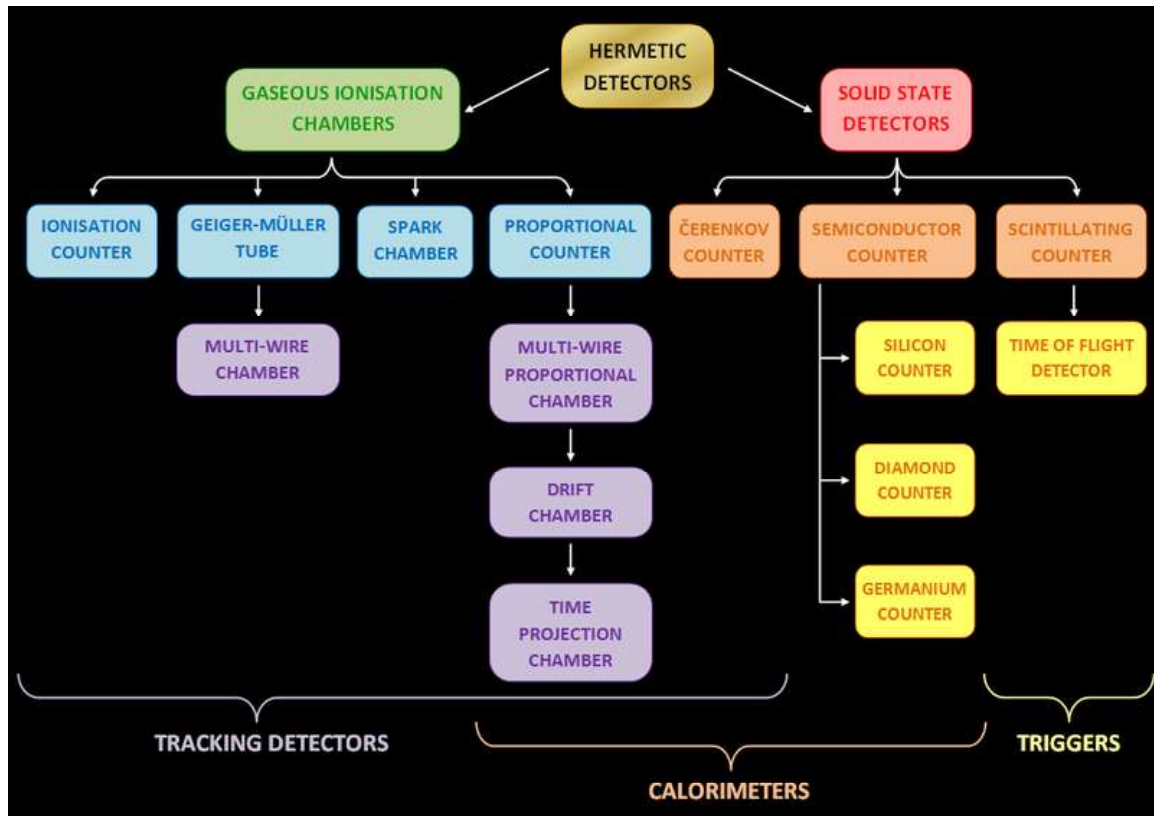 HERMETIC
DETECTORS
GASEOUS IONISATION
CHAMBERS
SOLID STATE
DETECTORS
IONISATION
COUNTER
GEIGER-MÜLLER
TUBE
SPARK
CHAMBER
PROPORTIONAL
COUNTER
ČERENKOV
COUNTER
SEMICONDUCTOR
COUNTER
SCINTILLATING
COUNTER
MULTI-WIRE
CHAMBER
MULTI-WIRE
PROPORTIONAL
CHAMBER
SILICON
COUNTER
TIME OF FLIGHT
DETECTOR
DRIFT
CHAMBER
DIAMOND
COUNTER
TIME
PROJECTION
CHAMBER
GERMANIUM
COUNTER
TRACKING DETECTORS
TRIGGERS
CALORIMETERS